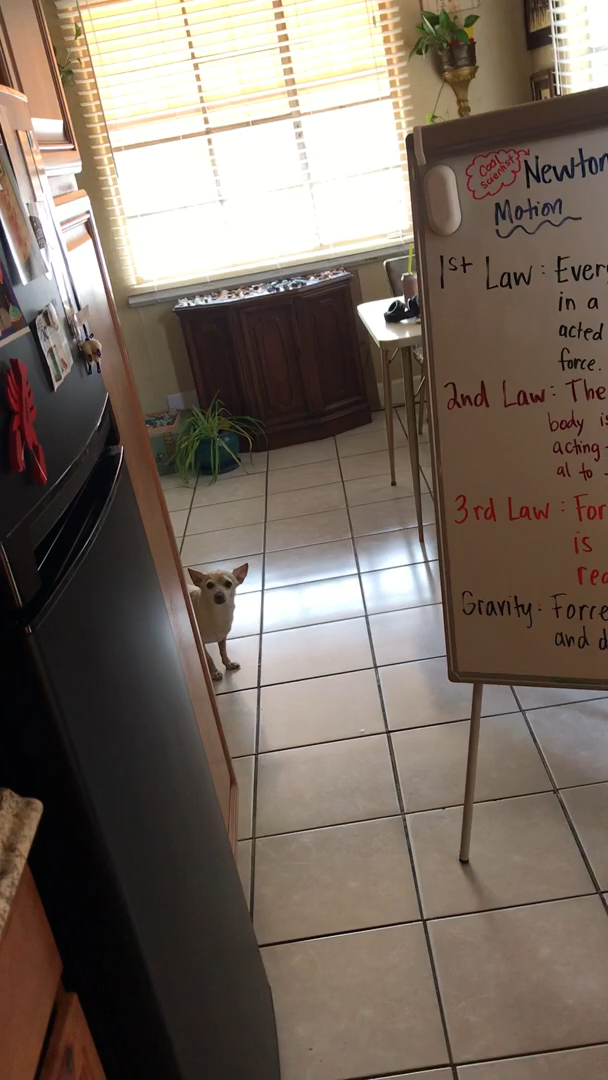 Cool
scientist
Newton
Motion
1st Law: Every
in a
acted
force.
2nd Law: The
body is
acting
al to
3rd Law: For
is
rea
Gravity: Force
and d